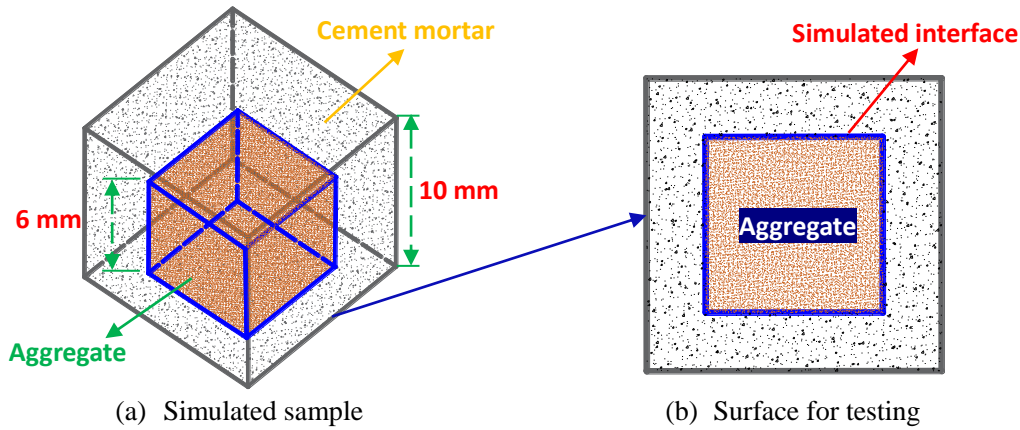 Cement mortar
6 mm
10 mm
Aggregate
(a) Simulated sample
Simulated interface
Aggregate
(b) Surface for testing